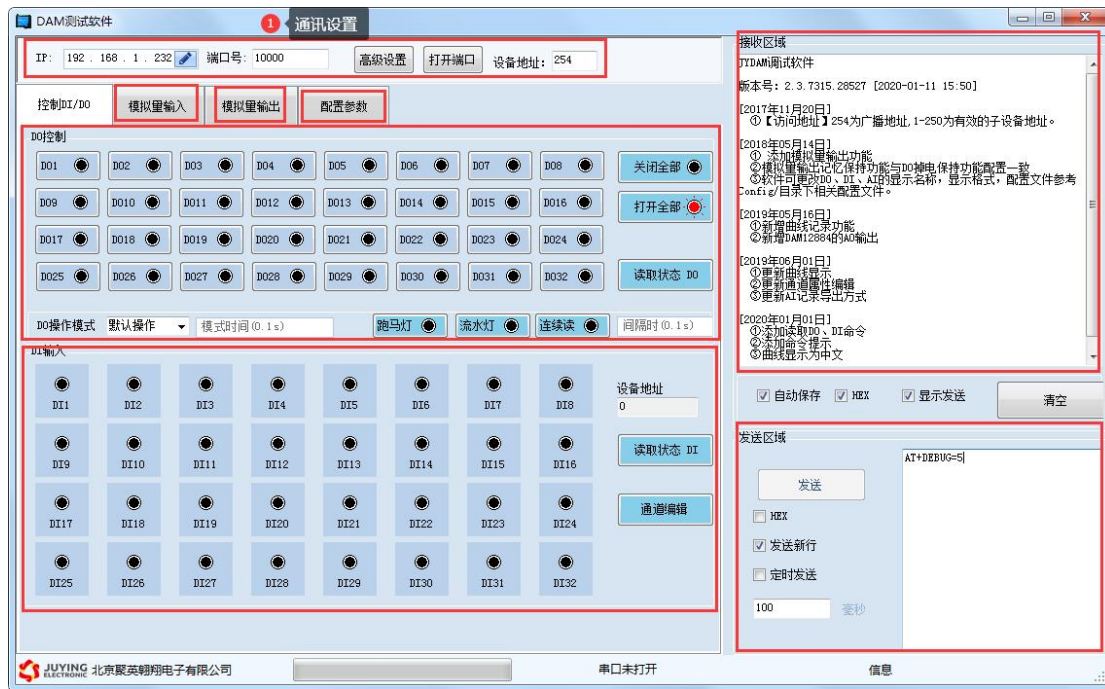 DAM测试软件
1 通讯设置
IP: 192 . 168 . 1 . 232 端口号: 10000 高级设置 打开端口 设备地址: 254
控制DI/DO 模拟里输入 模拟里输出 配置参数
DO控制
DO1 DO2 DO3 DO4 DO5 DO6 DO7 DO8 关闭全部
DO9 DO10 DO11 DO12 DO13 DO14 DO15 DO16 打开全部
DO17 DO18 DO19 DO20 DO21 DO22 DO23 DO24
DO25 DO26 DO27 DO28 DO29 DO30 DO31 DO32 读取状态 DO
DO操作模式 默认操作 模式时间(0.1s) 跑马灯 流水灯 连续读 间隔时(0.1s)
DI输入
DI1 DI2 DI3 DI4 DI5 DI6 DI7 DI8
设备地址
0
DI9 DI10 DI11 DI12 DI13 DI14 DI15 DI16 读取状态 DI
DI17 DI18 DI19 DI20 DI21 DI22 DI23 DI24 通道编辑
DI25 DI26 DI27 DI28 DI29 DI30 DI31 DI32
接收区域
JYDAM调试软件
版本号: 2.3.7315.28527 [2020-01-11 15:50]
[2017年11月20日]
①【访问地址】254为广播地址,1-250为有效的子设备地址。
[2018年05月14日]
① 添加模拟量输出功能
②模拟量输出记忆保持功能与DO掉电保持功能配置一致
③软件可更改DO、DI、AI的显示名称，显示格式，配置文件参考
Config/目录下相关配置文件。
[2019年05月16日]
①新增曲线记录功能
②新增DAM12884的AO输出
[2019年06月01日]
①更新曲线显示
②更新通道属性编辑
③更新AI记录导出方式
[2020年01月01日]
①添加读取DO、DI命令
②添加命令提示
③曲线显示为中文
自动保存 HEX 显示发送 清空
发送区域
AT+DEBUG=5
发送
HEX
发送新行
定时发送
100 毫秒
JUYING ELECTRONIC 北京聚英翱翔电子有限公司 串口未打开 信息